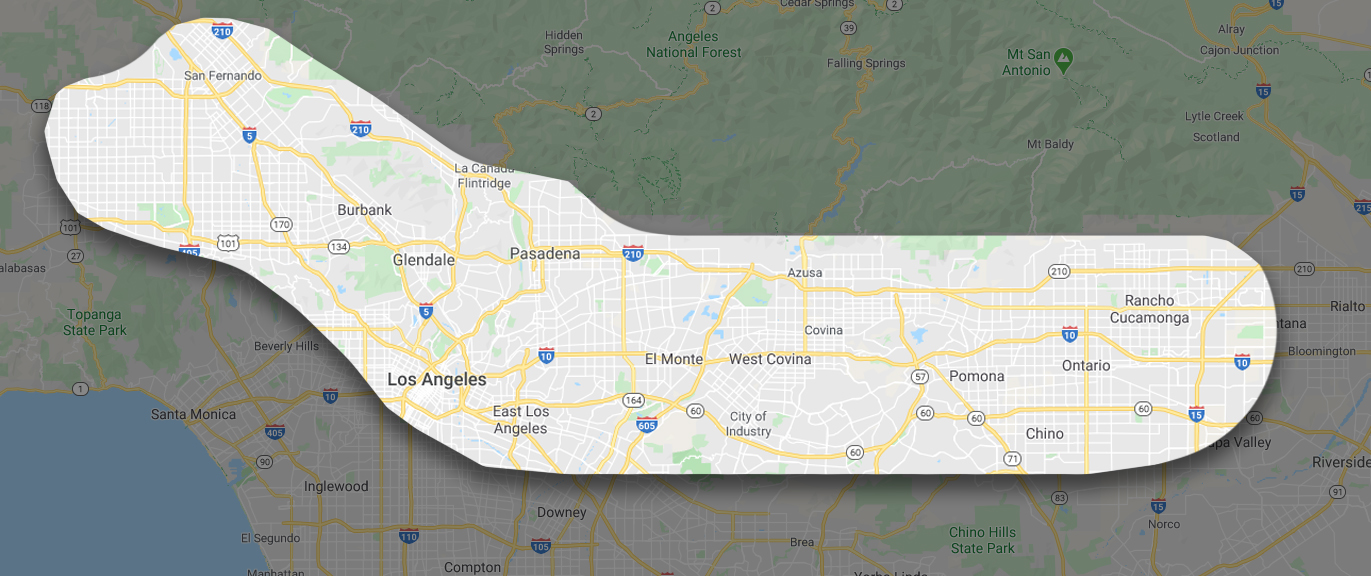 Cedar Springs
2
2
15
210
39
Hidden
Springs
Angeles
National Forest
Alray
Cajon Junction
Mt San
Antonio
Falling Springs
San Fernando
15
118
2
Lytle Creek
Scotland
5
210
Mt Baldy
La Cañada
Flintridge
15
215
Burbank
170
101
101
134
405
27
alabasas
Glendale
Pasadena
210
Azusa
210
210
Topanga
State Park
5
Rancho
Cucamonga
Rialto
ntana
Covina
10
Beverly Hills
10
El Monte
West Covina
Ontario
10
Bloomington
Los Angeles
57
Pomona
1
10
Santa Monica
East Los
Angeles
164
60
60
60
60
15
60
405
605
City of
Industry
Chino
upa Valley
90
60
71
Riverside
Inglewood
91
83
15
Downey
Norco
El Segundo
110
105
Brea
Chino Hills
State Park
Compton
Manhattan
Yorba Linda